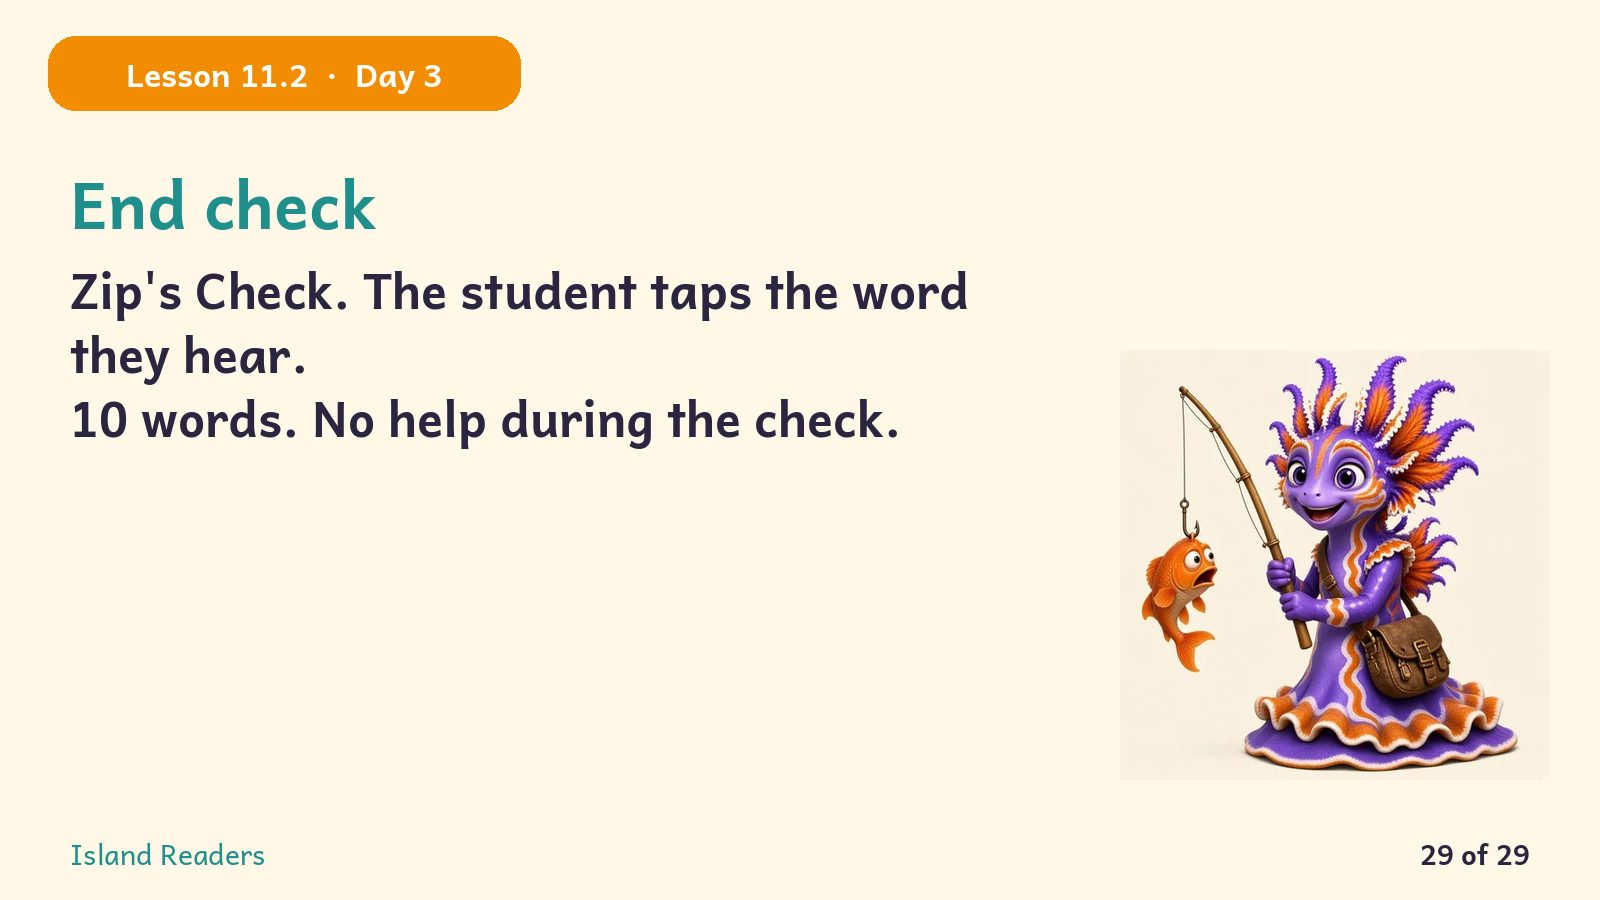 Lesson 11.2 · Day 3
End check
Zip's Check. The student taps the word
they hear.
10 words. No help during the check.
Island Readers
29 of 29